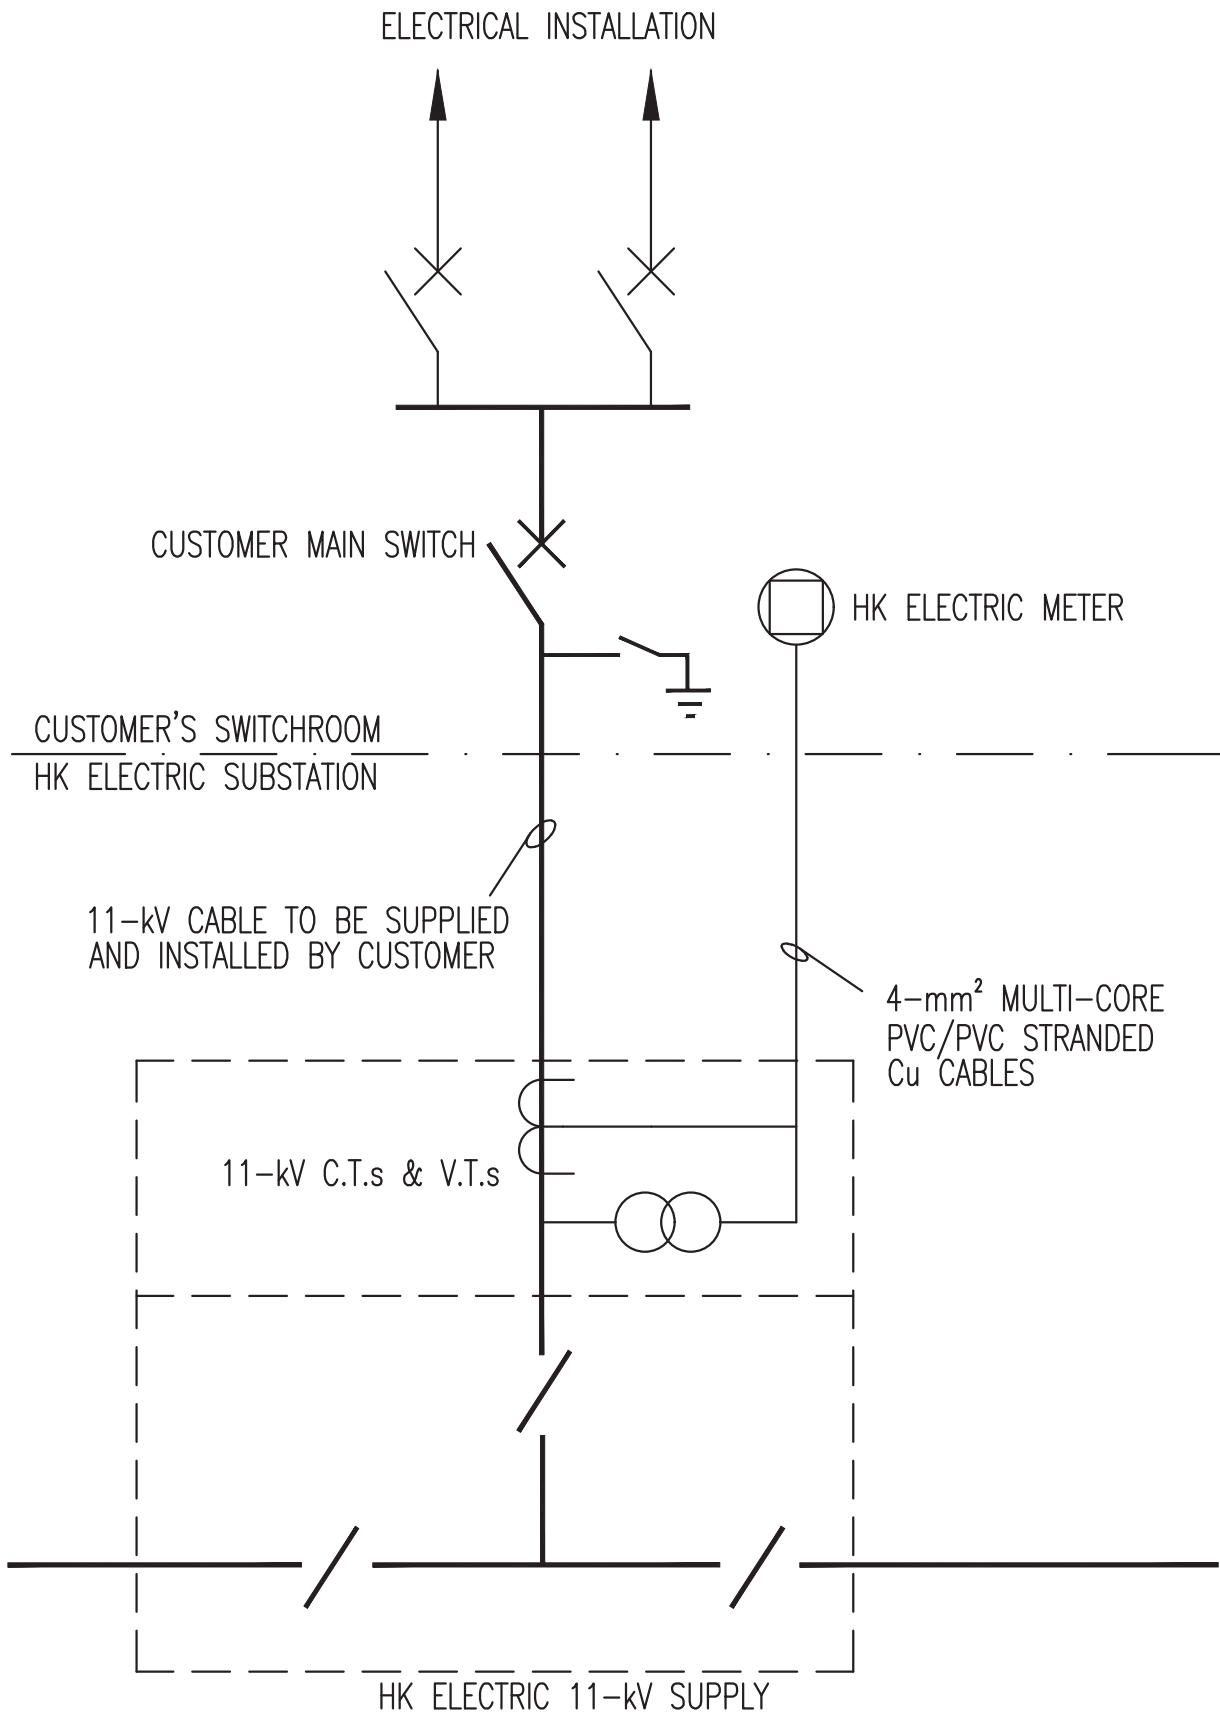 ELECTRICAL INSTALLATION
CUSTOMER MAIN SWITCH
HK ELECTRIC METER
CUSTOMER'S SWITCHROOM
HK ELECTRIC SUBSTATION
11-kV CABLE TO BE SUPPLIED
AND INSTALLED BY CUSTOMER
4-mm² MULTI-CORE
PVC/PVC STRANDED
Cu CABLES
11-kV C.T.s & V.T.s
HK ELECTRIC 11-kV SUPPLY